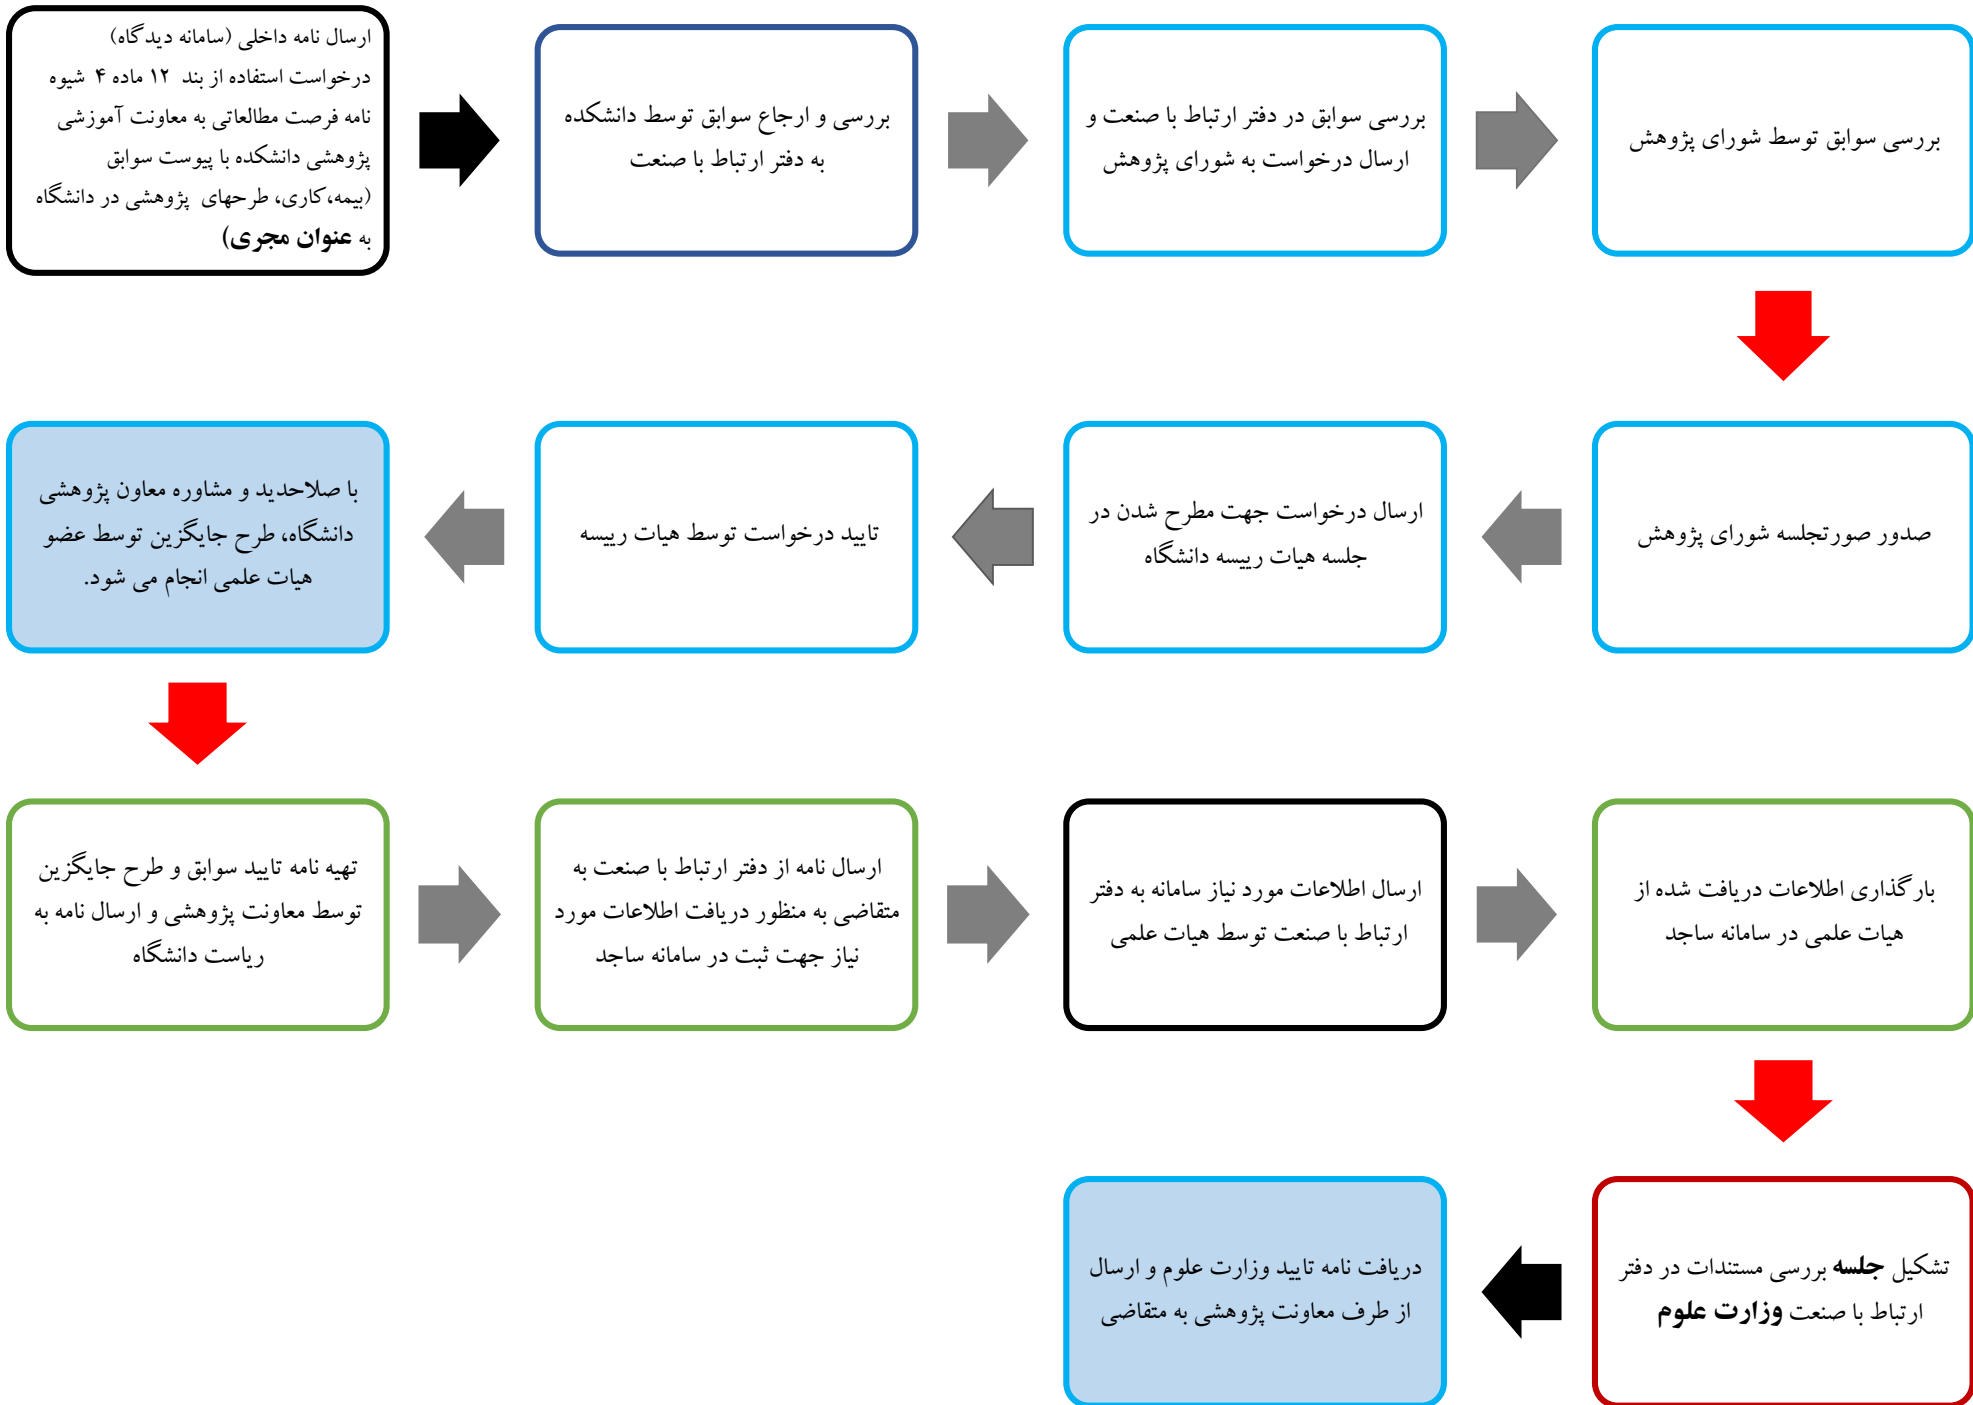 ارسال نامه داخلی (سامانه دیدگاه)
درخواست استفاده از بند ۱۲ ماده ۴ شیوه
نامه فرصت مطالعاتی به معاونت آموزشی
پژوهشی دانشکده با پیوست سوابق
(بیمه،کاری، طرحهای پژوهشی در دانشگاه
به عنوان مجری)
بررسی و ارجاع سوابق توسط دانشکده
به دفتر ارتباط با صنعت
بررسی سوابق در دفتر ارتباط با صنعت و
ارسال درخواست به شورای پژوهش
بررسی سوابق توسط شورای پژوهش
صدور صورتجلسه شورای پژوهش
ارسال درخواست جهت مطرح شدن در
جلسه هیات رییسه دانشگاه
تایید درخواست توسط هیات رییسه
با صلاحدید و مشاوره معاون پژوهشی
دانشگاه، طرح جایگزین توسط عضو
هیات علمی انجام می شود.
تهیه نامه تایید سوابق و طرح جایگزین
توسط معاونت پژوهشی و ارسال نامه به
ریاست دانشگاه
ارسال نامه از دفتر ارتباط با صنعت به
متقاضی به منظور دریافت اطلاعات مورد
نیاز جهت ثبت در سامانه ساجد
ارسال اطلاعات مورد نیاز سامانه به دفتر
ارتباط با صنعت توسط هیات علمی
بارگذاری اطلاعات دریافت شده از
هیات علمی در سامانه ساجد
تشکیل جلسه بررسی مستندات در دفتر
ارتباط با صنعت وزارت علوم
دریافت نامه تایید وزارت علوم و ارسال
از طرف معاونت پژوهشی به متقاضی